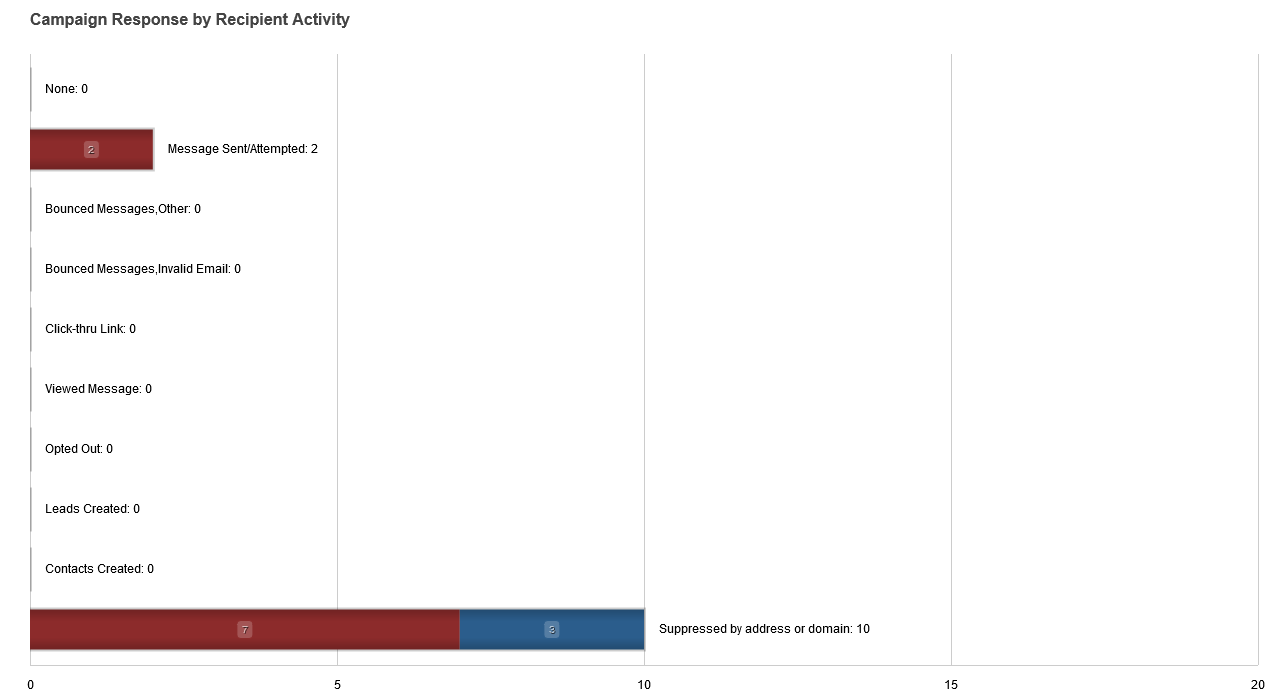 Campaign Response by Recipient Activity
None: 0
2
Message Sent/Attempted: 2
Bounced Messages,Other: 0
Bounced Messages,Invalid Email: 0
Click-thru Link: 0
Viewed Message: 0
Opted Out: 0
Leads Created: 0
Contacts Created: 0
7 3 Suppressed by address or domain: 10
0 5 10 15 20